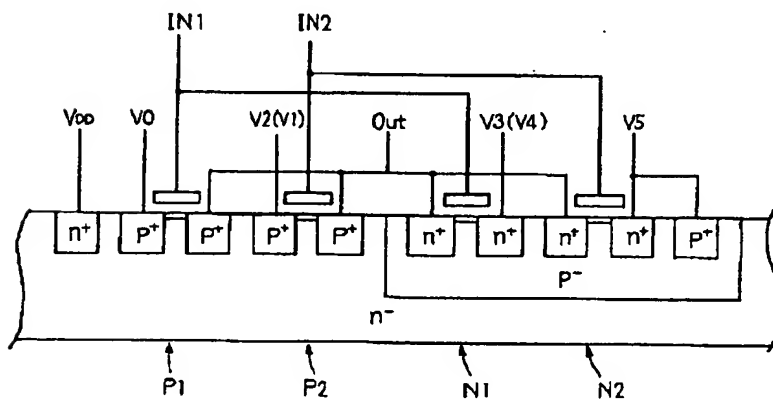 IN1 IN2
VDD V0 V2(V1) Out V3(V4) V5
n+ P+ P+ P+ P+ n+ n+ n+ n+ P+
P-
n-
P1 P2 N1 N2